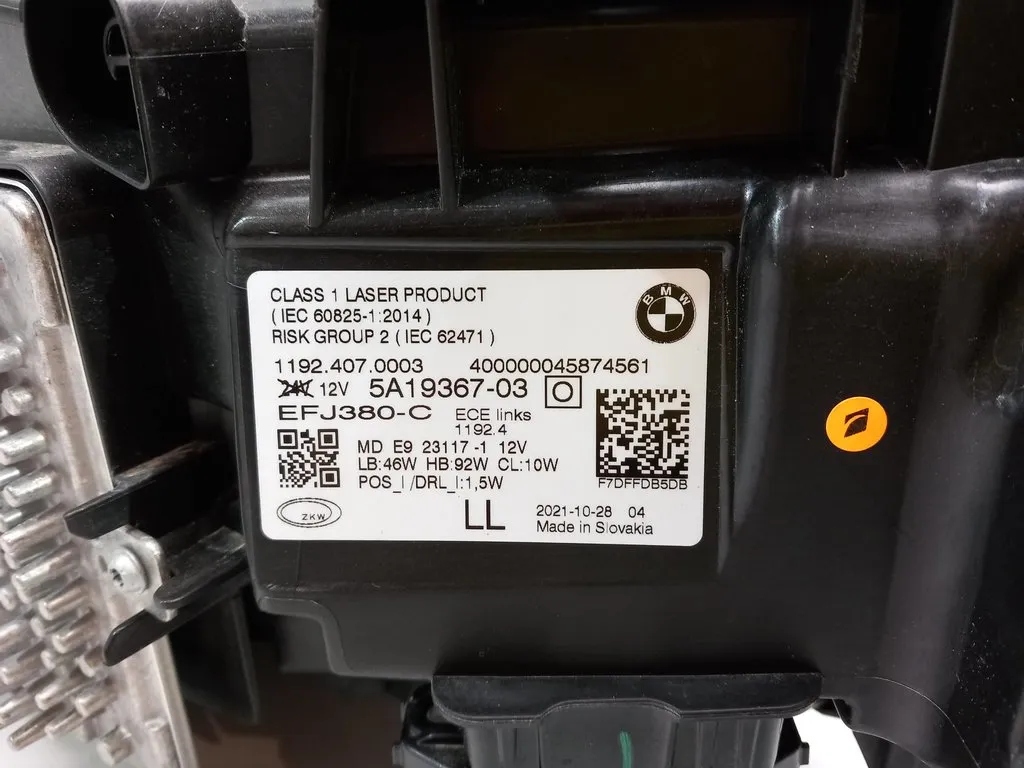 CLASS 1 LASER PRODUCT
( IEC 60825-1:2014 )
RISK GROUP 2 ( IEC 62471 )
BMW
1192.407.0003 400000045874561
24V 12V 5A19367-03
EFJ380-C ECE links
1192.4
MD E9 23117 -1 12V
LB:46W HB:92W CL:10W
POS_I /DRL_I:1,5W
F7DFFDB5DB
ZKW
LL
2021-10-28 04
Made in Slovakia